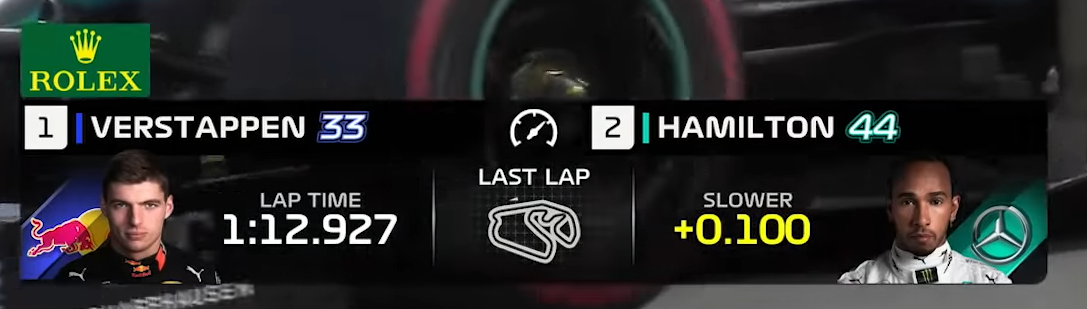 ROLEX
1 VERSTAPPEN 33
2 HAMILTON 44
LAP TIME
1:12.927
LAST LAP
SLOWER
+0.100